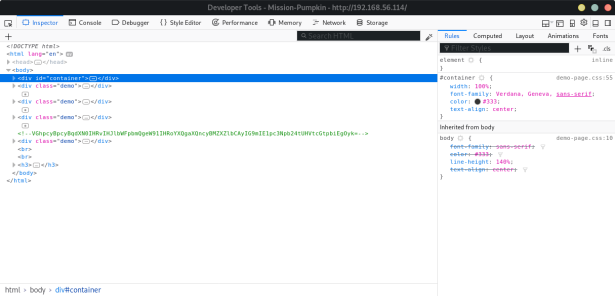 Developer Tools - Mission-Pumpkin - http://192.168.56.114/
Inspector Console Debugger Style Editor Performance Memory Network Storage
+ Search HTML
<!DOCTYPE html>
<html lang="en">
<head></head>
<body>
<div id="container"></div>
<div class="demo"></div>
<div class="demo"></div>
<div class="demo"></div>
<div class="demo"></div>
<br>
<br>
<h3></h3>
</body>
</html>
html › body › div#container
Rules Computed Layout Animations Fonts
Filter Styles + .cls
element { inline
}
#container { demo-page.css:55
width: 100%;
font-family: Verdana, Geneva, sans-serif;
color: #333;
text-align: center;
}
Inherited from body
body { demo-page.css:10
font-family: sans-serif;
color: #333;
line-height: 140%;
text-align: center;
}